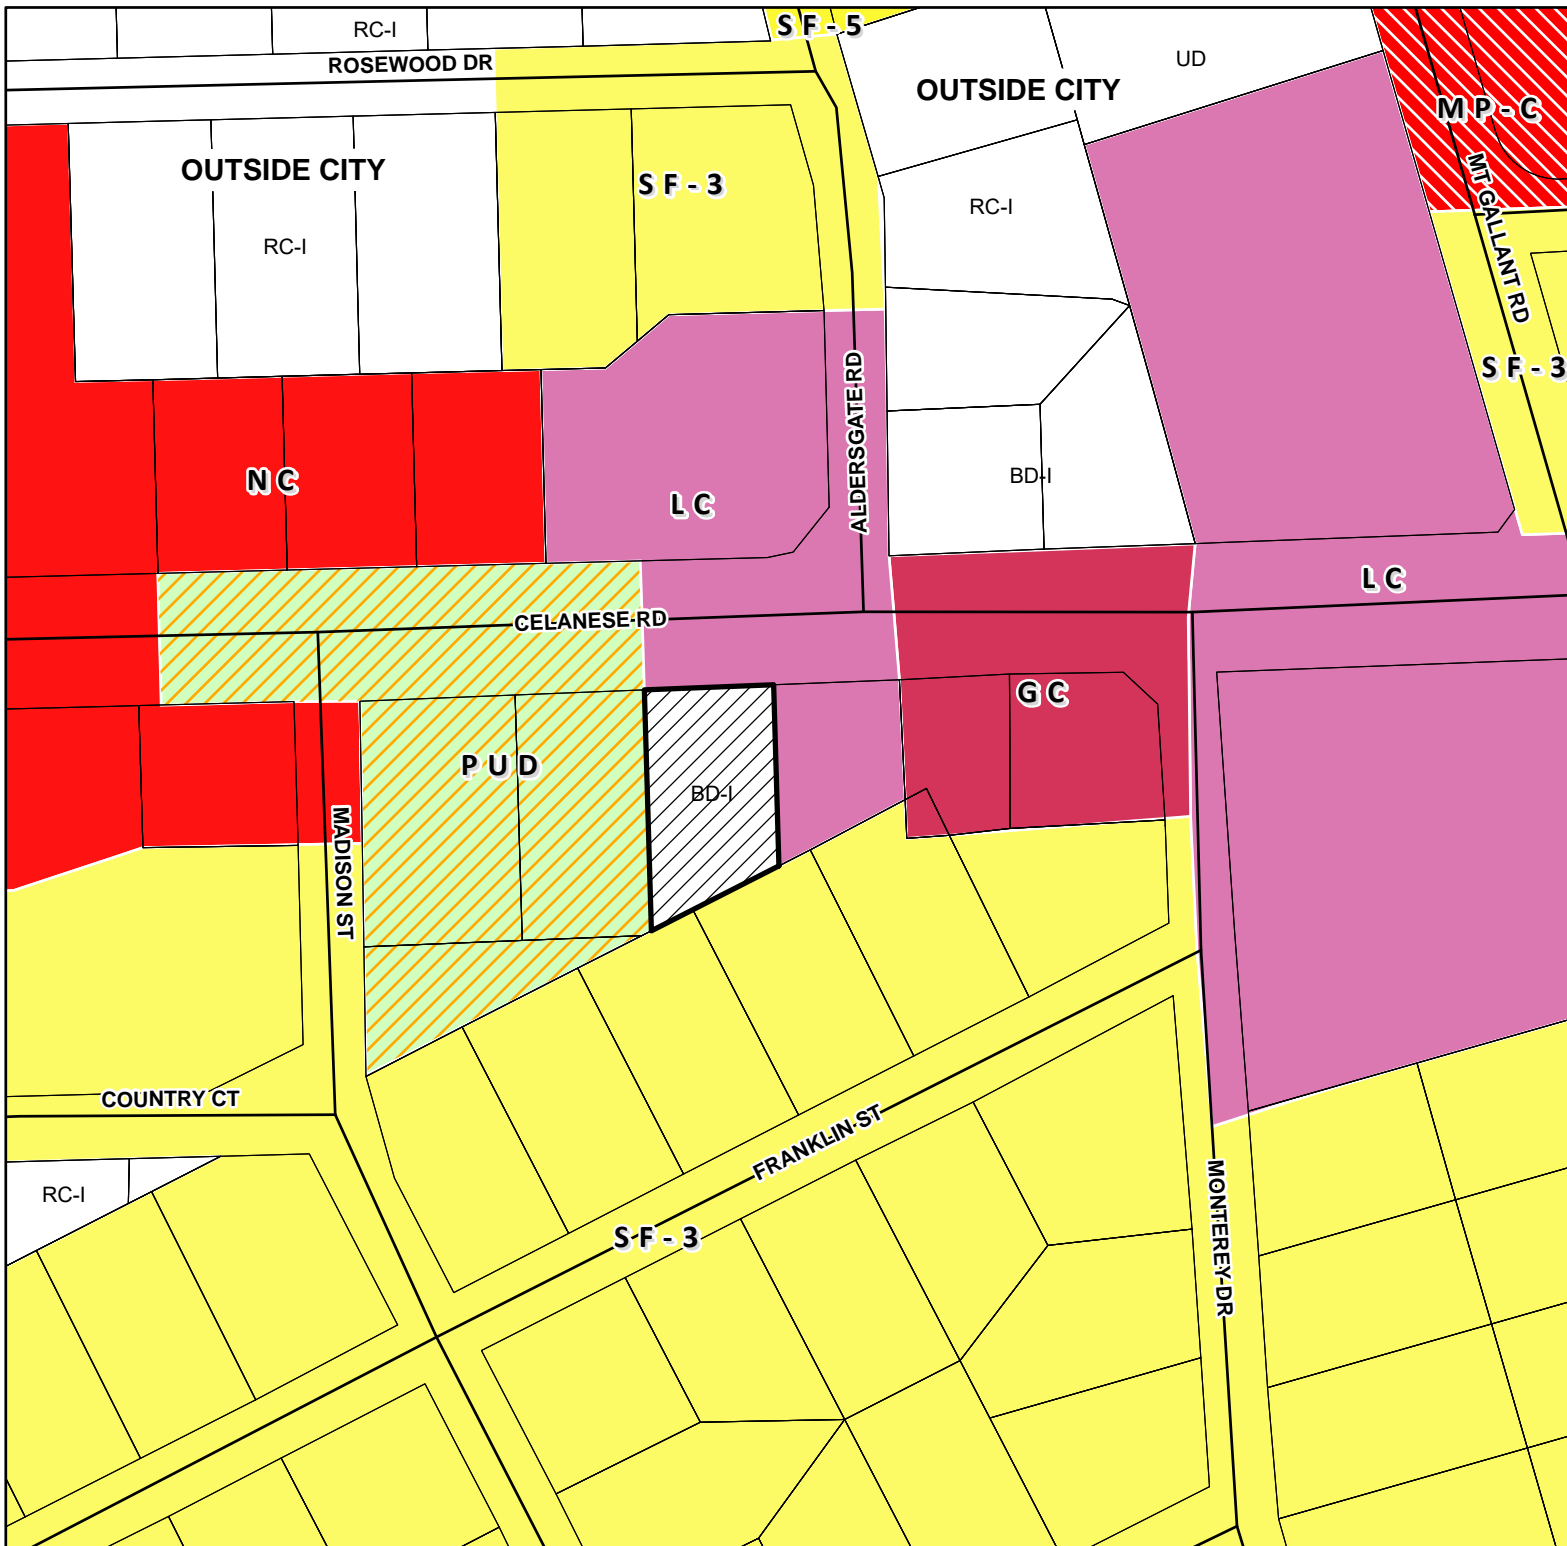 SF-5
RC-I
ROSEWOOD DR
UD
OUTSIDE CITY
MP-C
OUTSIDE CITY
SF-3
RC-I
RC-I
MT GALLANT RD
SF-3
ALDERSGATE RD
NC
LC
BD-I
LC
CELANESE RD
GC
PUD
BD-I
MADISON ST
COUNTRY CT
FRANKLIN ST
RC-I
SF-3
MONTEREY DR